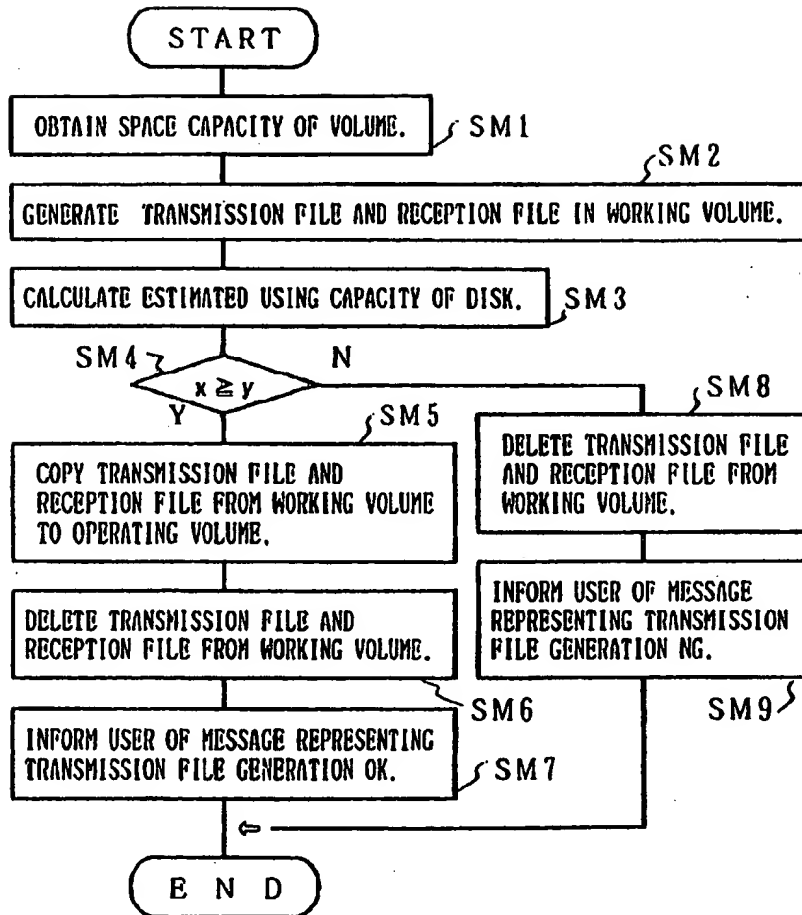 START
OBTAIN SPACE CAPACITY OF VOLUME.
SM1
SM2
GENERATE TRANSMISSION FILE AND RECEPTION FILE IN WORKING VOLUME.
CALCULATE ESTIMATED USING CAPACITY OF DISK.
SM3
SM4
N
x ≧ y
Y
SM5
COPY TRANSMISSION FILE AND
RECEPTION FILE FROM WORKING VOLUME
TO OPERATING VOLUME.
DELETE TRANSMISSION FILE AND
RECEPTION FILE FROM WORKING VOLUME.
SM6
INFORM USER OF MESSAGE REPRESENTING
TRANSMISSION FILE GENERATION OK.
SM7
SM8
DELETE TRANSMISSION FILE
AND RECEPTION FILE FROM
WORKING VOLUME.
INFORM USER OF MESSAGE
REPRESENTING TRANSMISSION
FILE GENERATION NG.
SM9
END